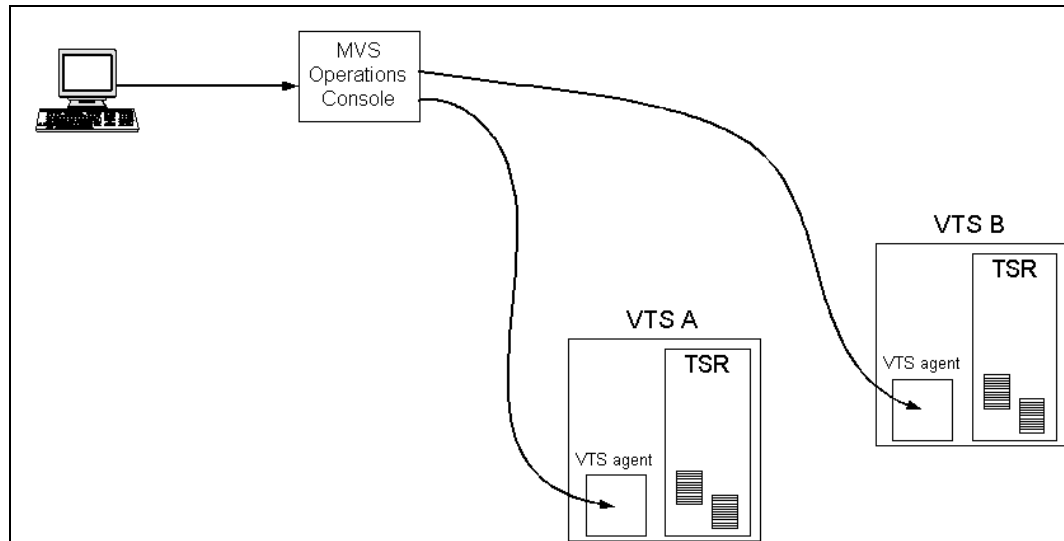 MVS
Operations
Console
VTS B
TSR
VTS agent
VTS A
TSR
VTS agent